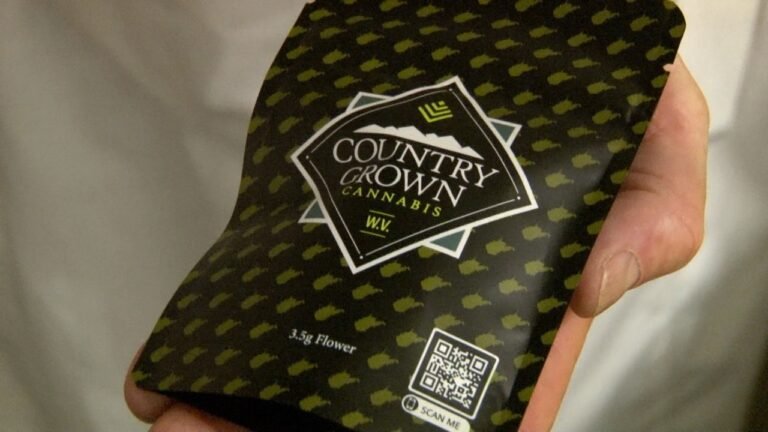 COUNTRY
GROWN
CANNABIS
W.V.
3.5g Flower
SCAN ME